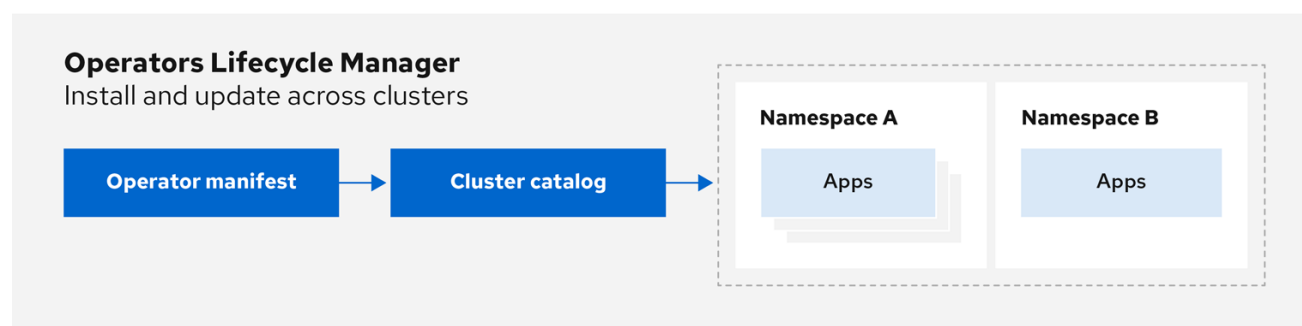 Operators Lifecycle Manager
Install and update across clusters
Operator manifest
Cluster catalog
Namespace A
Apps
Namespace B
Apps